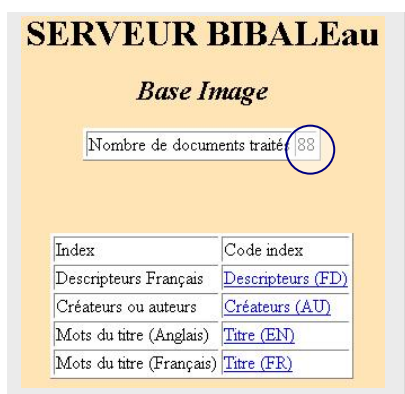 SERVEUR BIBALEau
Base Image
Nombre de documents traités 88
Index Code index
Descripteurs Français Descripteurs (FD)
Créateurs ou auteurs Créateurs (AU)
Mots du titre (Anglais) Titre (EN)
Mots du titre (Français) Titre (FR)